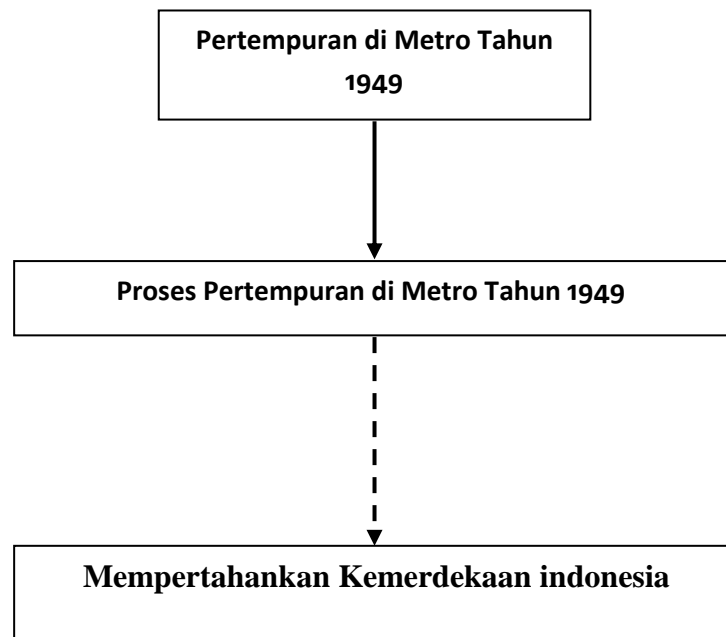 Pertempuran di Metro Tahun
1949
Proses Pertempuran di Metro Tahun 1949
Mempertahankan Kemerdekaan indonesia